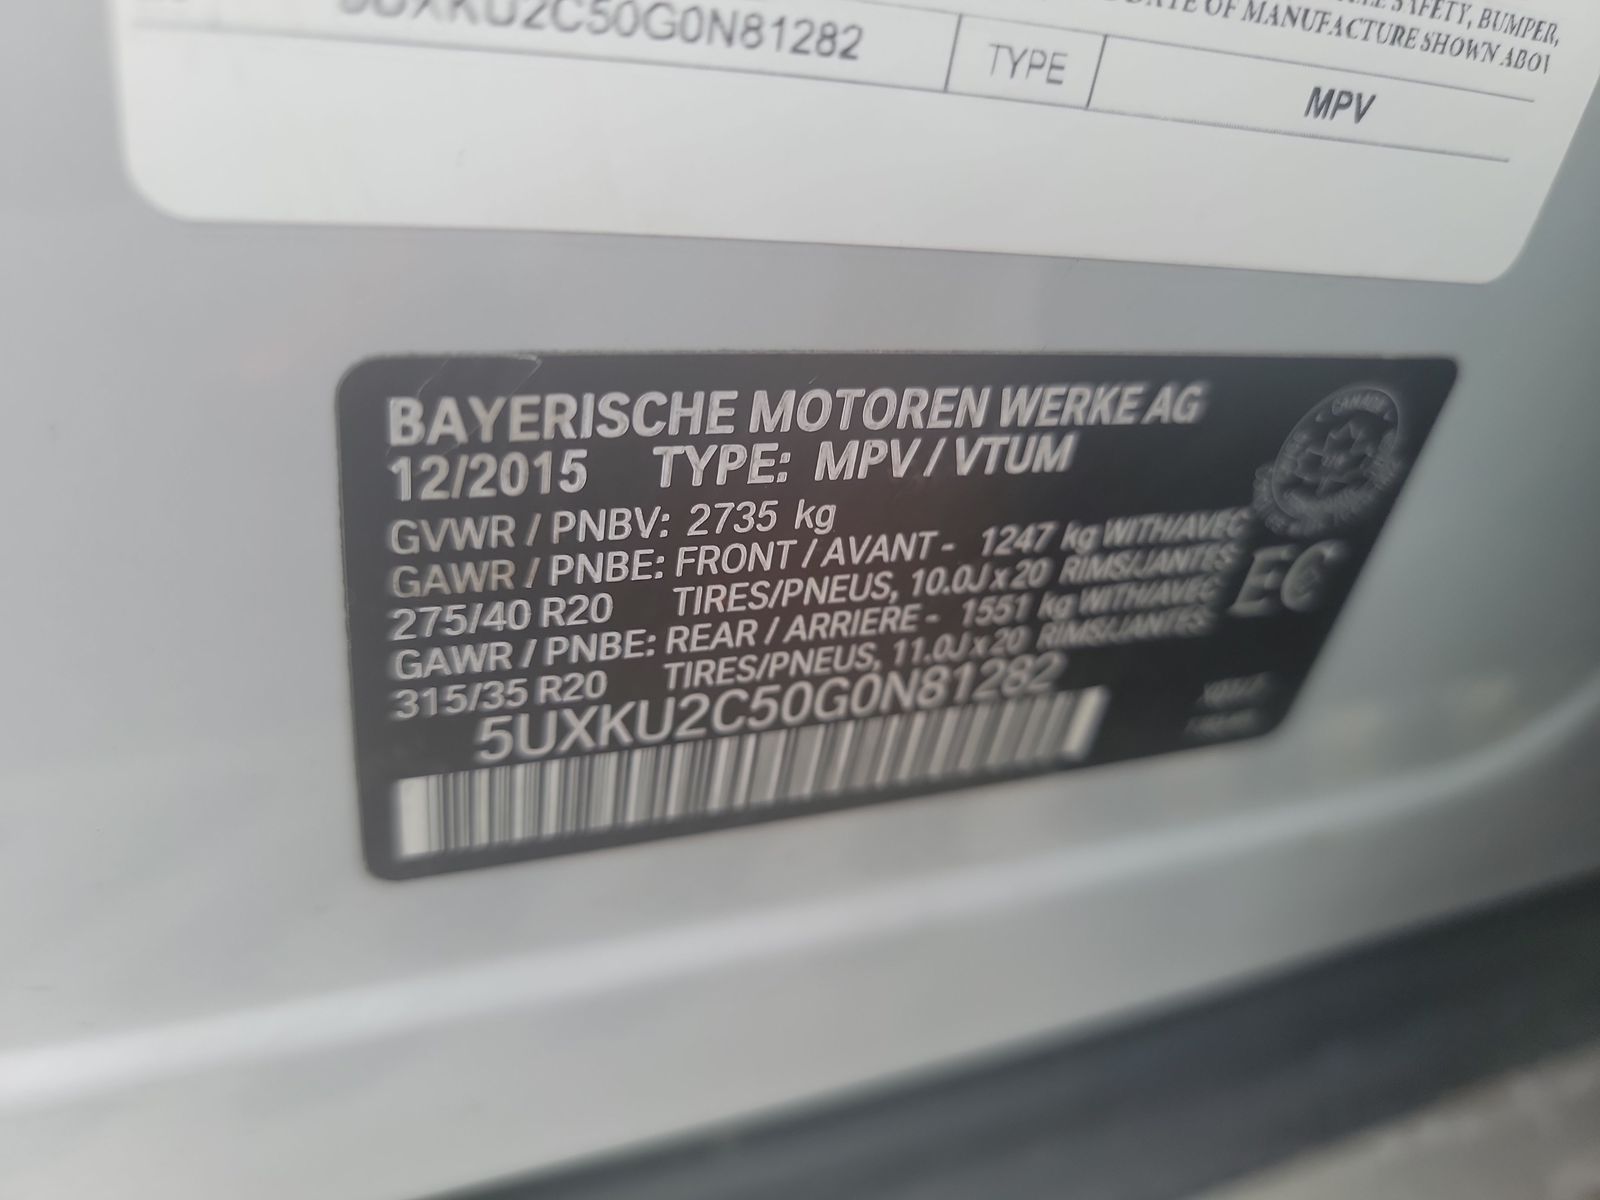 SAFETY, BUMPER,
OF MANUFACTURE SHOWN ABOV
5UXKU2C50G0N81282 TYPE MPV
BAYERISCHE MOTOREN WERKE AG
12/2015 TYPE: MPV / VTUM
GVWR / PNBV: 2735 kg
GAWR / PNBE: FRONT / AVANT - 1247 kg WITH/AVEC
275/40 R20 TIRES/PNEUS, 10.0J x 20 RIMS/JANTES
GAWR / PNBE: REAR / ARRIERE - 1551 kg WITH/AVEC
315/35 R20 TIRES/PNEUS, 11.0J x 20 RIMS/JANTES
5UXKU2C50G0N81282
CANADA
EC